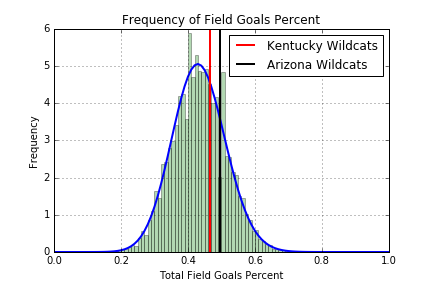 Frequency of Field Goals Percent
6
5
4
3
2
1
0
Frequency
Kentucky Wildcats
Arizona Wildcats
0.0 0.2 0.4 0.6 0.8 1.0
Total Field Goals Percent